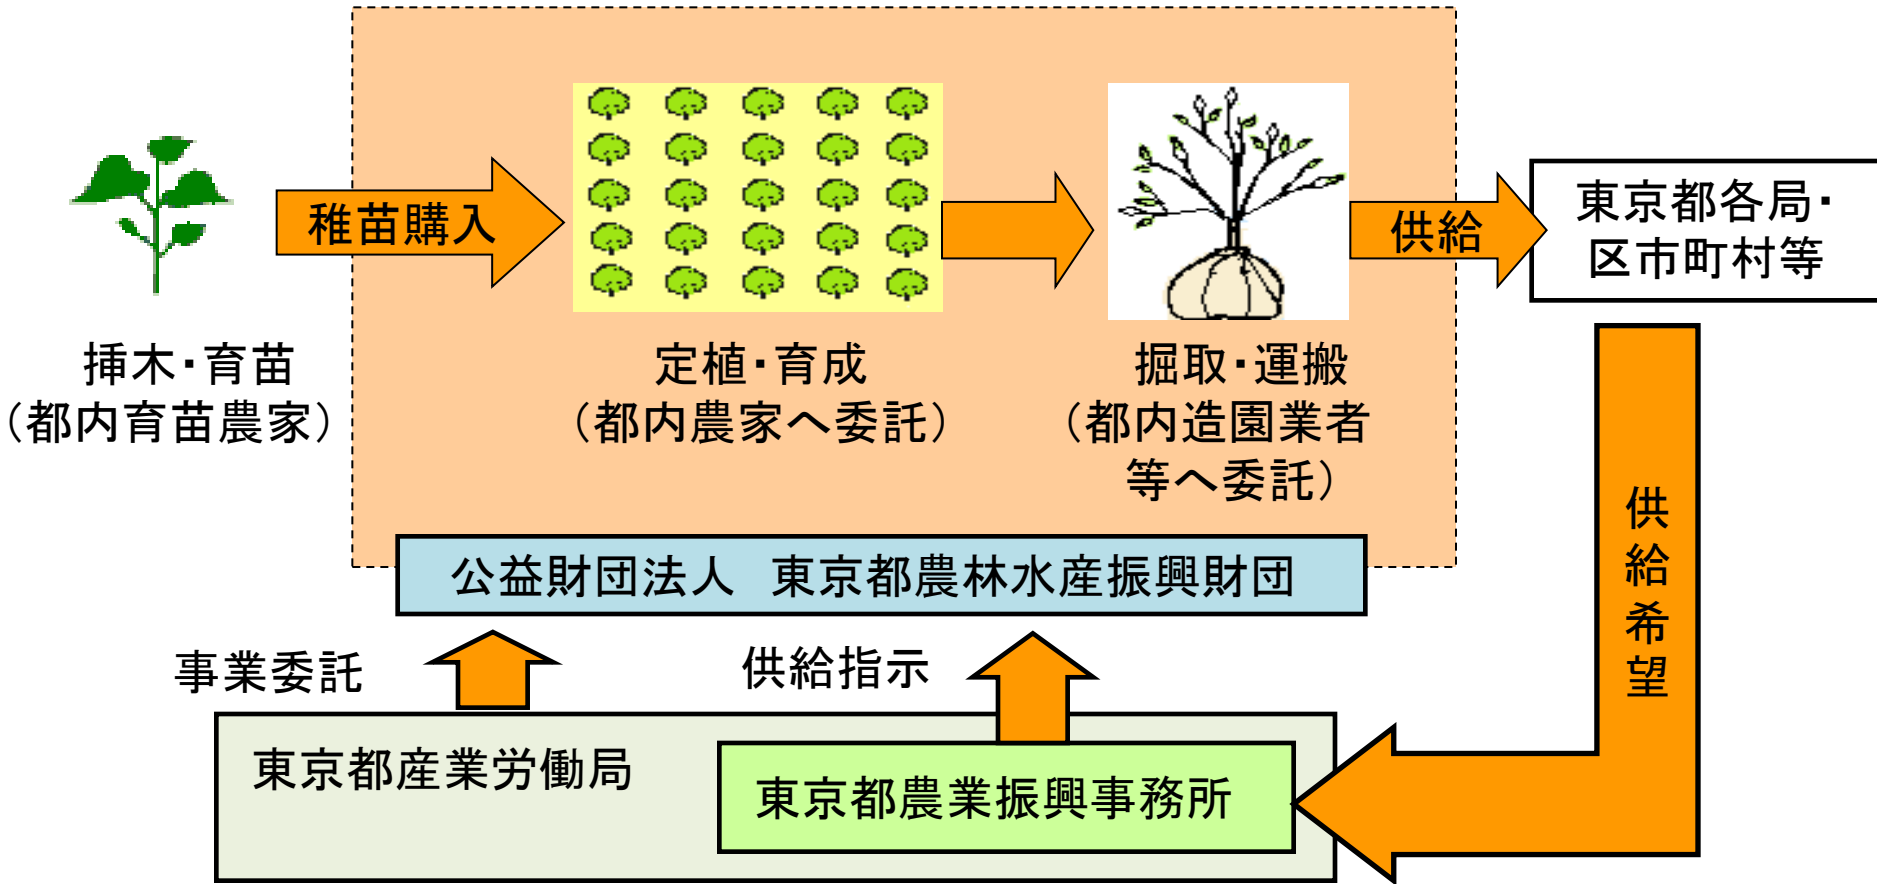 稚苗購入
供給
東京都各局・
区市町村等
挿木・育苗
（都内育苗農家）
定植・育成
（都内農家へ委託）
掘取・運搬
（都内造園業者
等へ委託）
公益財団法人　東京都農林水産振興財団
供給希望
事業委託
供給指示
東京都産業労働局
東京都農業振興事務所